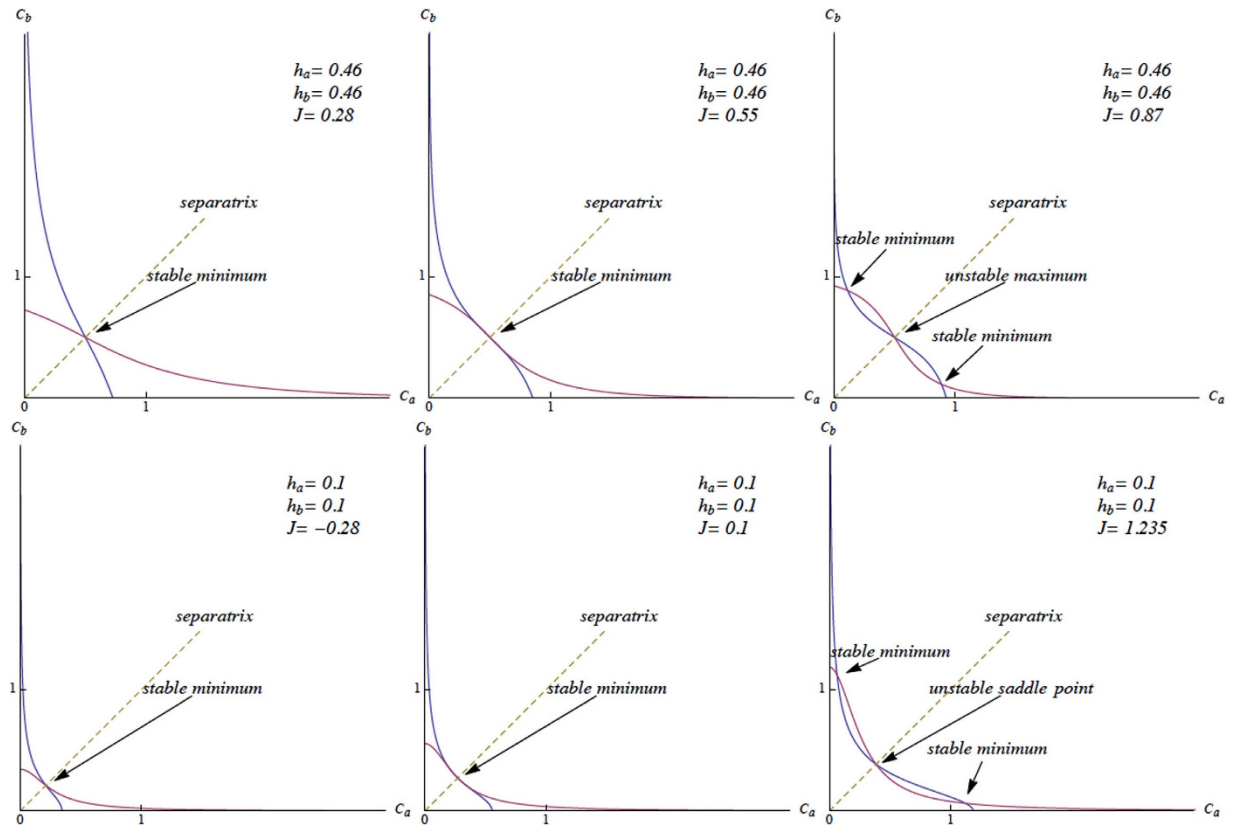 C_b
h_a = 0.46
h_b = 0.46
J = 0.28
separatrix
1
stable minimum
0
1
C_a
C_b
h_a = 0.46
h_b = 0.46
J = 0.55
separatrix
1
stable minimum
0
1
C_a
C_b
h_a = 0.46
h_b = 0.46
J = 0.87
separatrix
stable minimum
1
unstable maximum
stable minimum
0
1
C_a
C_b
h_a = 0.1
h_b = 0.1
J = −0.28
separatrix
1
stable minimum
0
1
C_a
C_b
h_a = 0.1
h_b = 0.1
J = 0.1
separatrix
1
stable minimum
0
1
C_a
C_b
h_a = 0.1
h_b = 0.1
J = 1.235
separatrix
stable minimum
1
unstable saddle point
stable minimum
0
1
C_a